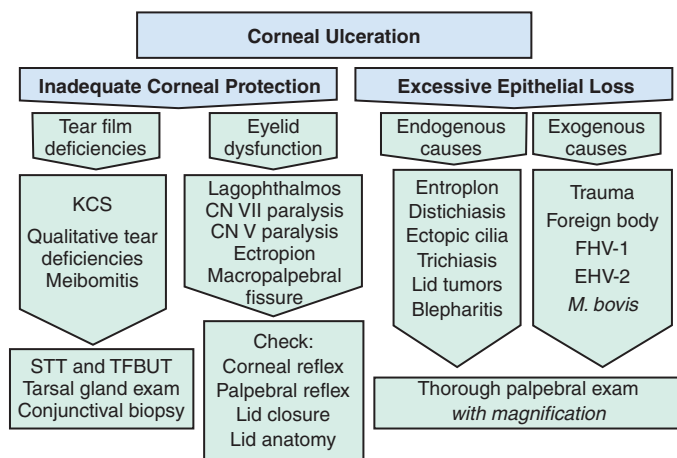 Corneal Ulceration
Inadequate Corneal Protection
Excessive Epithelial Loss
Tear film
deficiencies
Eyelid
dysfunction
Endogenous
causes
Exogenous
causes
KCS
Qualitative tear
deficiencies
Meibomitis
Lagophthalmos
CN VII paralysis
CN V paralysis
Ectropion
Macropalpebral
fissure
Entroplon
Distichiasis
Ectopic cilia
Trichiasis
Lid tumors
Blepharitis
Trauma
Foreign body
FHV-1
EHV-2
M. bovis
STT and TFBUT
Tarsal gland exam
Conjunctival biopsy
Check:
Corneal reflex
Palpebral reflex
Lid closure
Lid anatomy
Thorough palpebral exam
with magnification